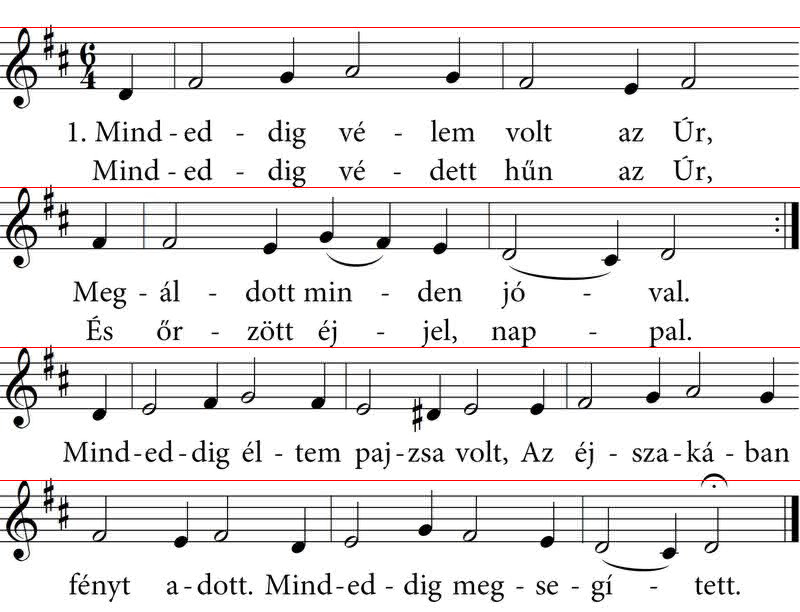 6
4
1. Mind - ed - dig vé - lem volt az Úr,
Mind - ed - dig vé - dett hűn az Úr,
Meg - ál - dott min - den jó - val.
És őr - zött éj - jel, nap - pal.
Mind-ed-dig él - tem paj-zsa volt, Az éj - sza-ká-ban
fényt a-dott. Mind-ed - dig meg-se-gí - tett.